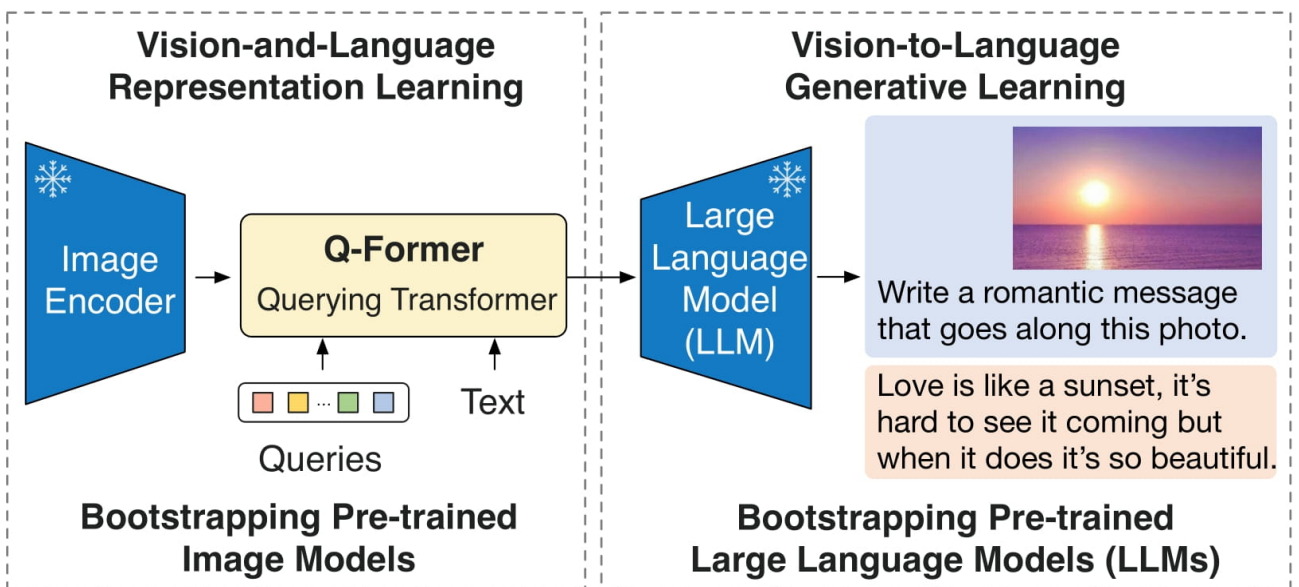 Vision-and-Language
Representation Learning
Image
Encoder
Q-Former
Querying Transformer
...
Queries
Text
Bootstrapping Pre-trained
Image Models
Vision-to-Language
Generative Learning
Large
Language
Model
(LLM)
Write a romantic message
that goes along this photo.
Love is like a sunset, it's
hard to see it coming but
when it does it's so beautiful.
Bootstrapping Pre-trained
Large Language Models (LLMs)